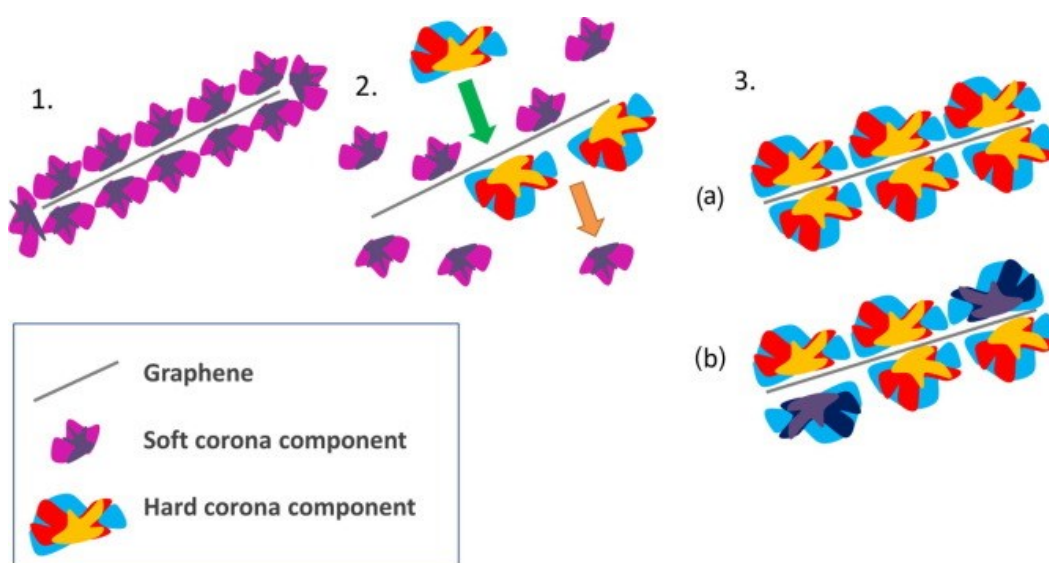 1.
2.
3.
(a)
(b)
Graphene
Soft corona component
Hard corona component